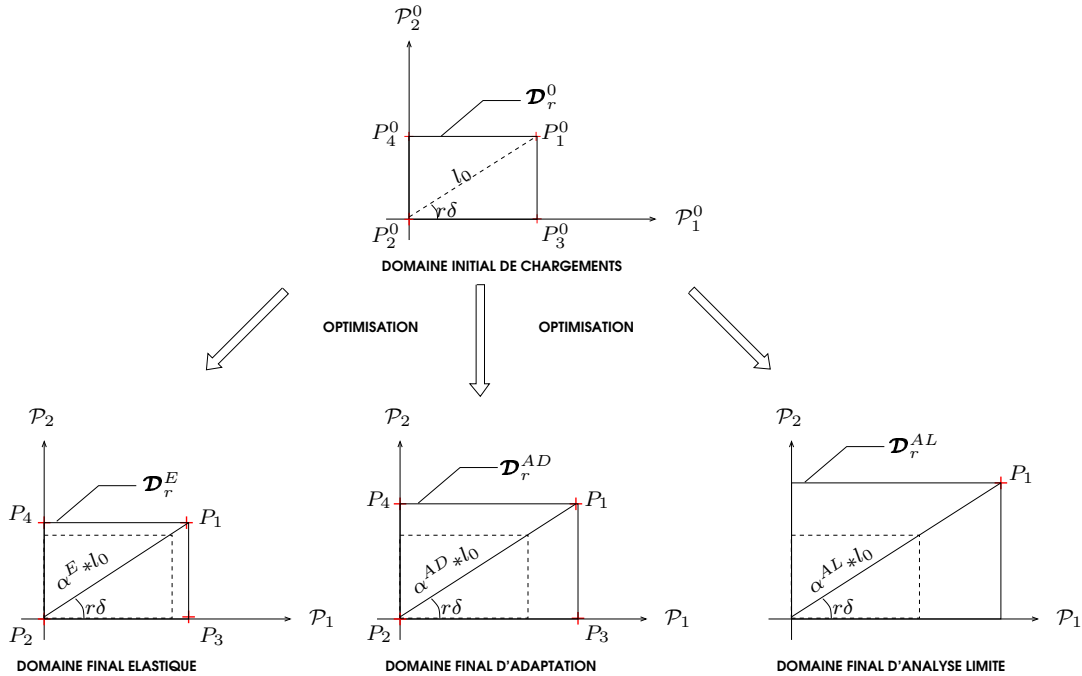 𝒫₂⁰
𝓓ᵣ⁰
P₄⁰ P₁⁰
l₀
rδ
𝒫₁⁰
P₂⁰ P₃⁰
DOMAINE INITIAL DE CHARGEMENTS
OPTIMISATION OPTIMISATION
𝒫₂ 𝒫₂ 𝒫₂
𝓓ᵣᴱ 𝓓ᵣᴬᴰ 𝓓ᵣᴬᴸ
P₄ P₁ P₄ P₁ P₁
αᴱ*l₀ αᴬᴰ*l₀ αᴬᴸ*l₀
rδ rδ rδ
𝒫₁ 𝒫₁ 𝒫₁
P₂ P₃ P₂ P₃
DOMAINE FINAL ELASTIQUE DOMAINE FINAL D'ADAPTATION DOMAINE FINAL D'ANALYSE LIMITE